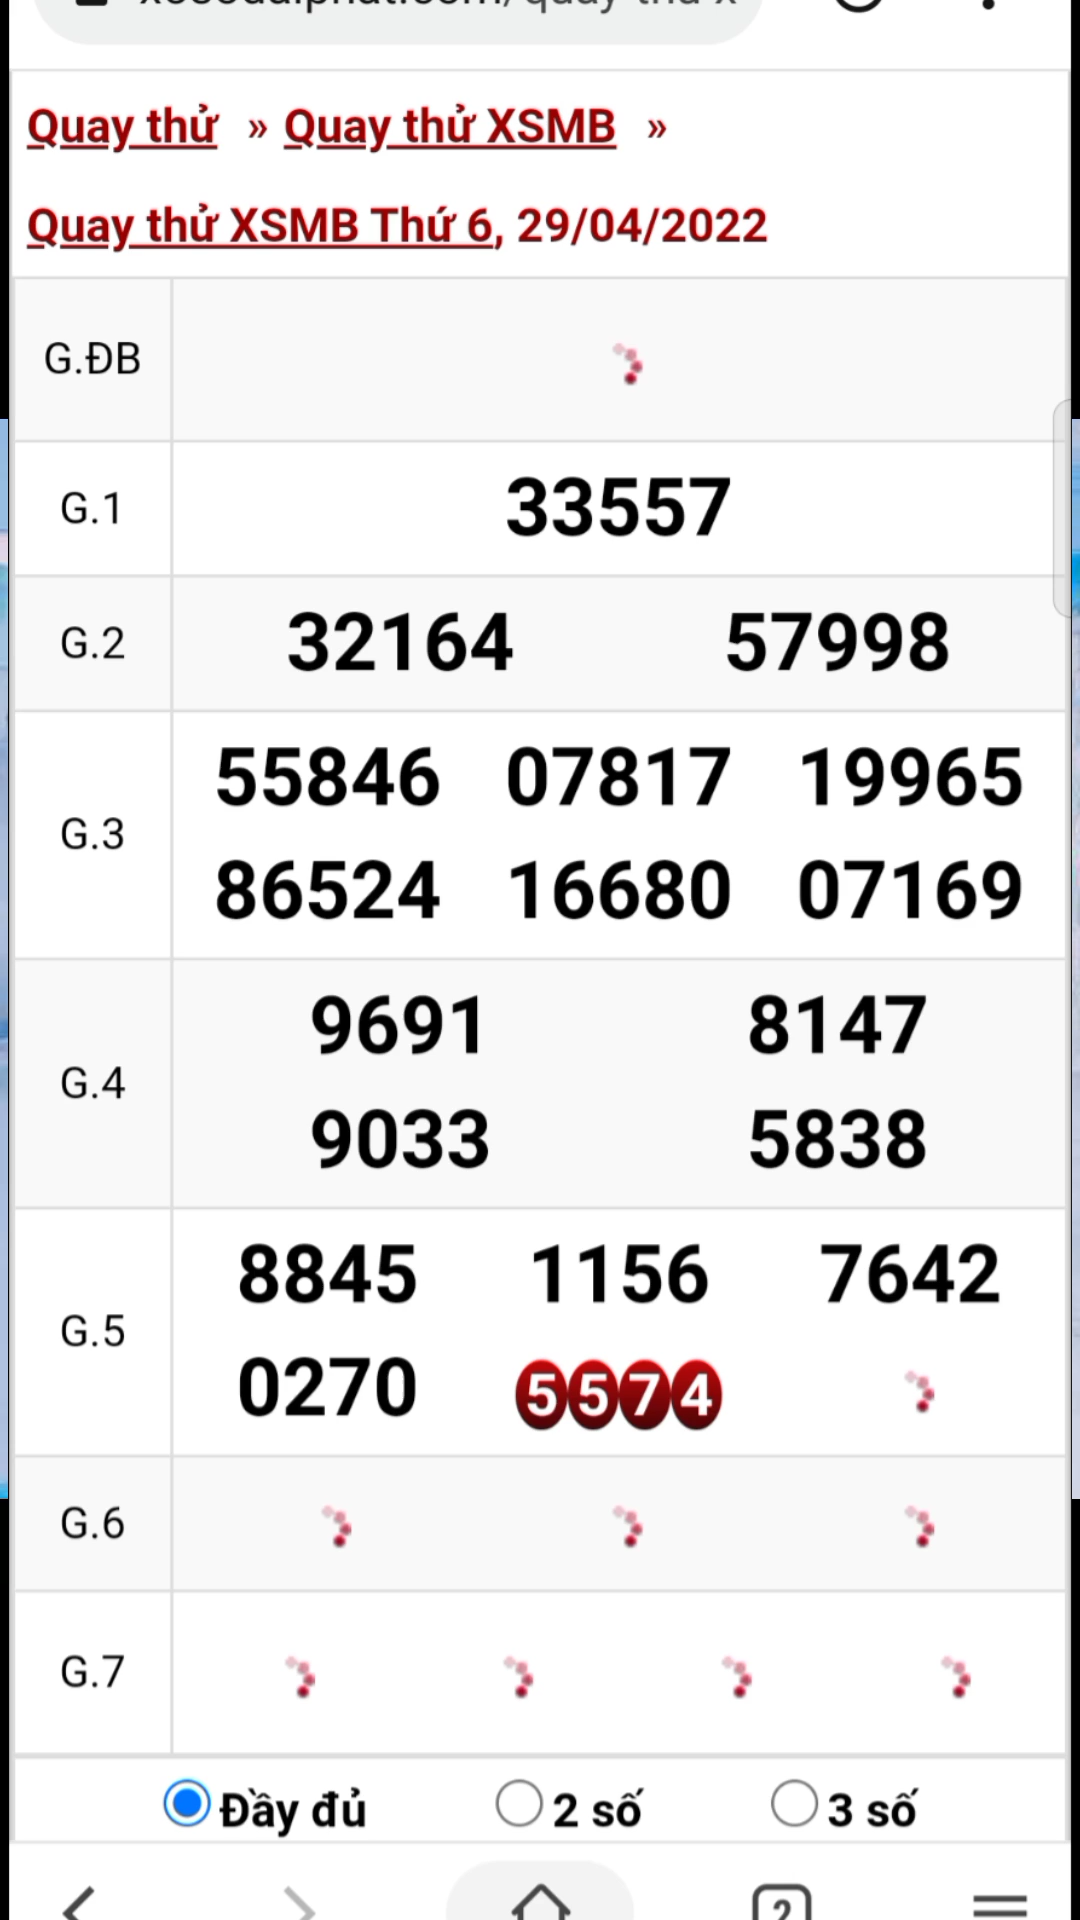 Quay thử » Quay thử XSMB »
Quay thử XSMB Thứ 6, 29/04/2022
G.ĐB
G.1 33557
G.2 32164 57998
G.3 55846 07817 19965
86524 16680 07169
G.4 9691 8147
9033 5838
G.5 8845 1156 7642
0270 5574
G.6
G.7
Đầy đủ 2 số 3 số
2